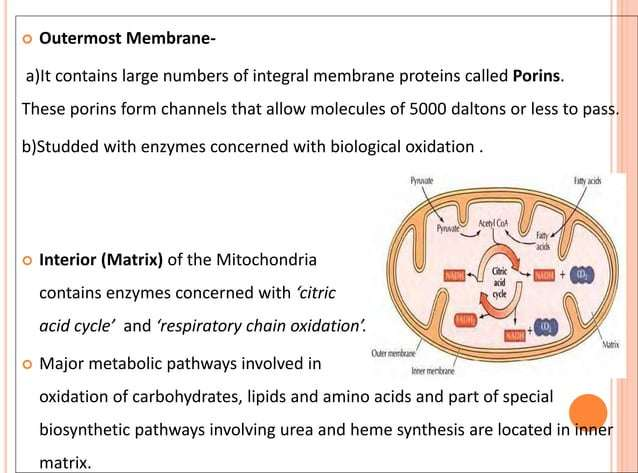 Outermost Membrane-
a)It contains large numbers of integral membrane proteins called Porins.
These porins form channels that allow molecules of 5000 daltons or less to pass.
b)Studded with enzymes concerned with biological oxidation .
Pyruvate
Fatty acids
Pyruvate
Acetyl CoA
Fatty
acids
NADH
Citric
acid
cycle
NADH
+
CO2
FADH2
NADH
+
CO2
Outer membrane
Matrix
Inner membrane
Interior (Matrix) of the Mitochondria
contains enzymes concerned with ‘citric
acid cycle’ and ‘respiratory chain oxidation’.
Major metabolic pathways involved in
oxidation of carbohydrates, lipids and amino acids and part of special
biosynthetic pathways involving urea and heme synthesis are located in inner
matrix.